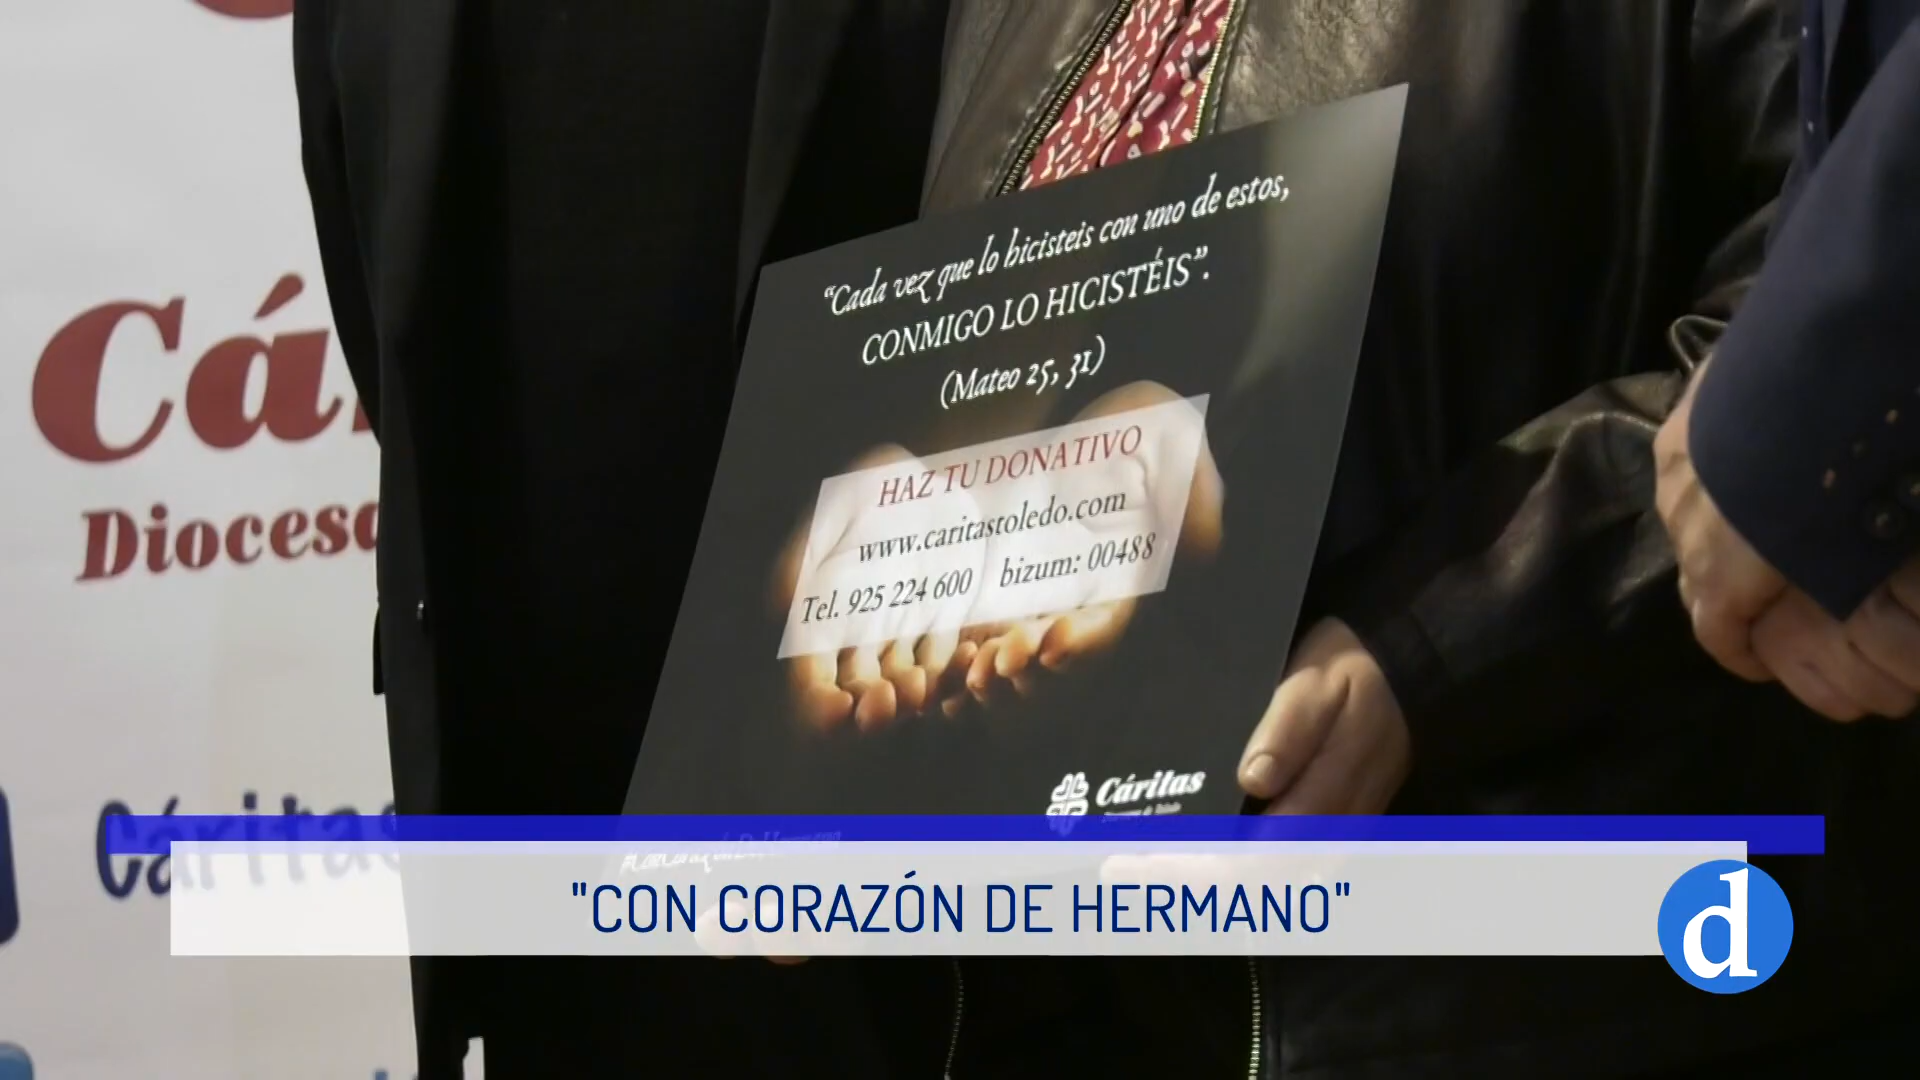 Cá
Diocesa
Cáritas
“Cada vez que lo hicisteis con uno de estos,
CONMIGO LO HICISTÉIS”.
(Mateo 25, 31)
HAZ TU DONATIVO
www.caritastoledo.com
Tel. 925 224 600 bizum: 00488
Cáritas
"CON CORAZÓN DE HERMANO"
d